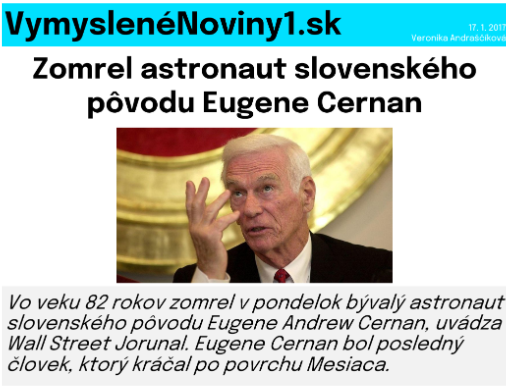 VymyslenéNoviny1.sk
17. 1. 2017
Veronika Andraščíková
Zomrel astronaut slovenského
pôvodu Eugene Cernan
Vo veku 82 rokov zomrel v pondelok bývalý astronaut
slovenského pôvodu Eugene Andrew Cernan, uvádza
Wall Street Jorunal. Eugene Cernan bol posledný
človek, ktorý kráčal po povrchu Mesiaca.